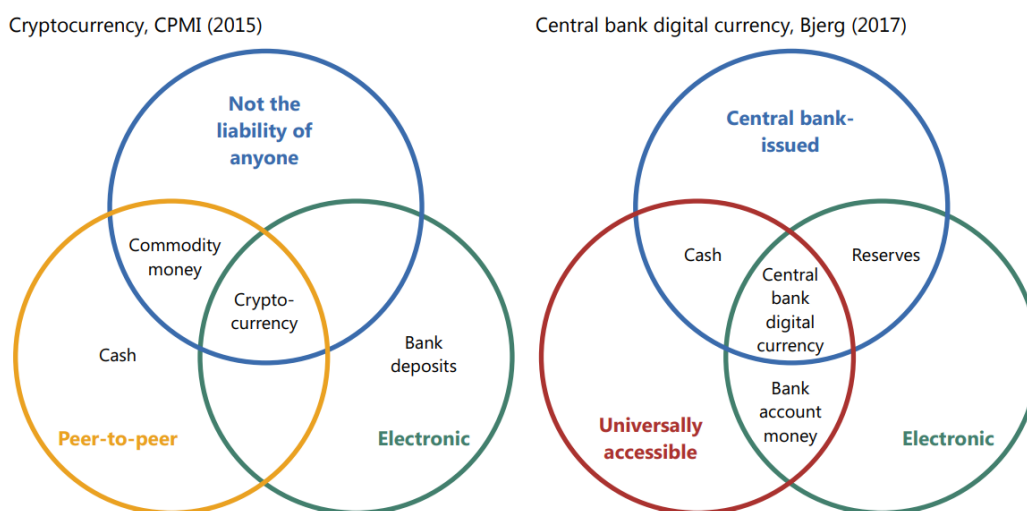 Cryptocurrency, CPMI (2015)
Not the
liability of
anyone
Commodity
money
Crypto-
currency
Cash
Bank
deposits
Peer-to-peer
Electronic
Central bank digital currency, Bjerg (2017)
Central bank-
issued
Cash
Reserves
Central
bank
digital
currency
Bank
account
money
Universally
accessible
Electronic